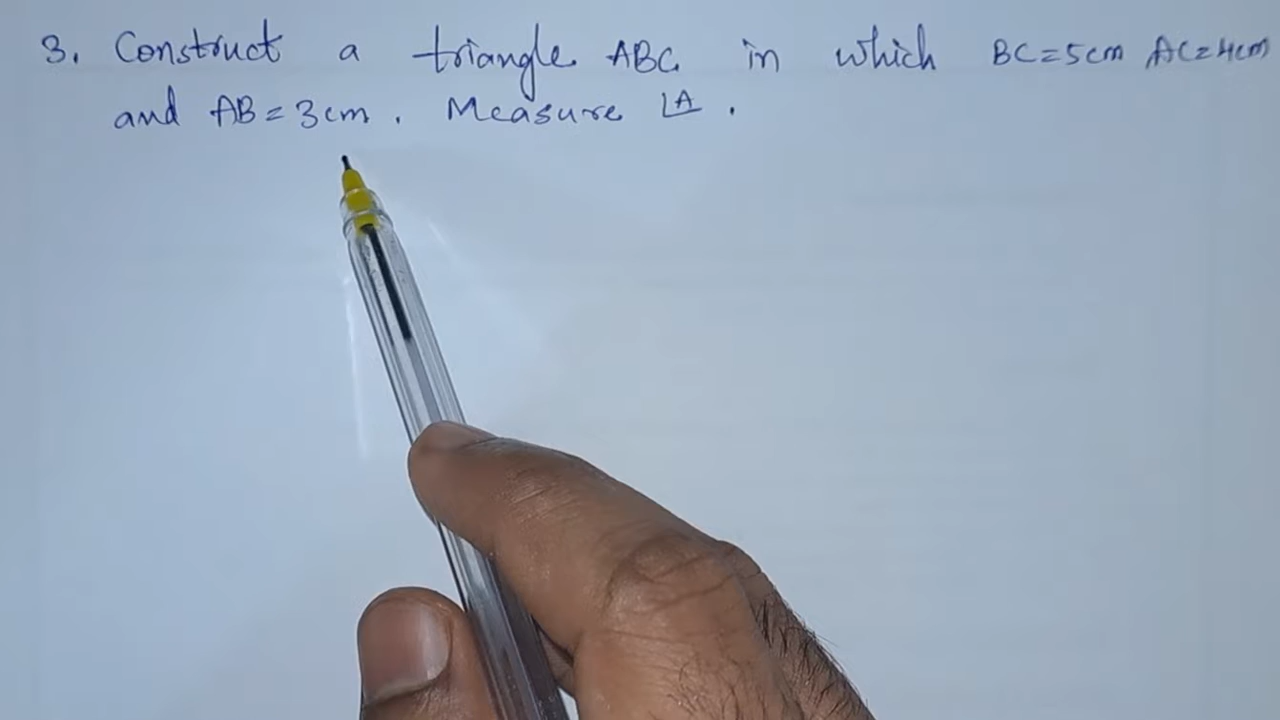 3. Construct a triangle ABC in which BC=5cm AC=4cm
and AB=3cm. Measure ∠A.